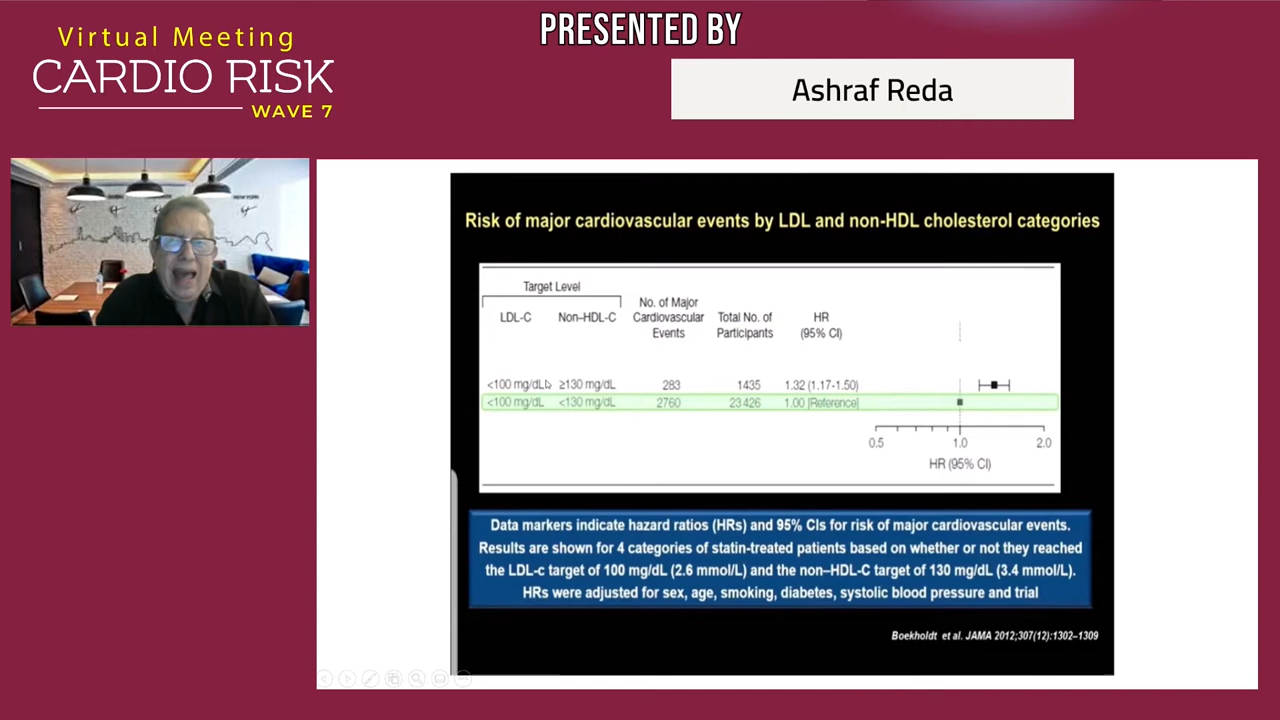 Virtual Meeting
CARDIO RISK
WAVE 7
PRESENTED BY
Ashraf Reda
NEW YORK
Risk of major cardiovascular events by LDL and non-HDL cholesterol categories
Target Level
LDL-C Non–HDL-C No. of Major Cardiovascular Events Total No. of Participants HR (95% CI)
<100 mg/dL ≥130 mg/dL 283 1435 1.32 (1.17-1.50)
<100 mg/dL <130 mg/dL 2760 23 426 1.00 [Reference]
0.5 1.0 2.0
HR (95% CI)
Data markers indicate hazard ratios (HRs) and 95% CIs for risk of major cardiovascular events.
Results are shown for 4 categories of statin-treated patients based on whether or not they reached
the LDL-c target of 100 mg/dL (2.6 mmol/L) and the non–HDL-C target of 130 mg/dL (3.4 mmol/L).
HRs were adjusted for sex, age, smoking, diabetes, systolic blood pressure and trial
Boekholdt et al. JAMA 2012;307(12):1302–1309